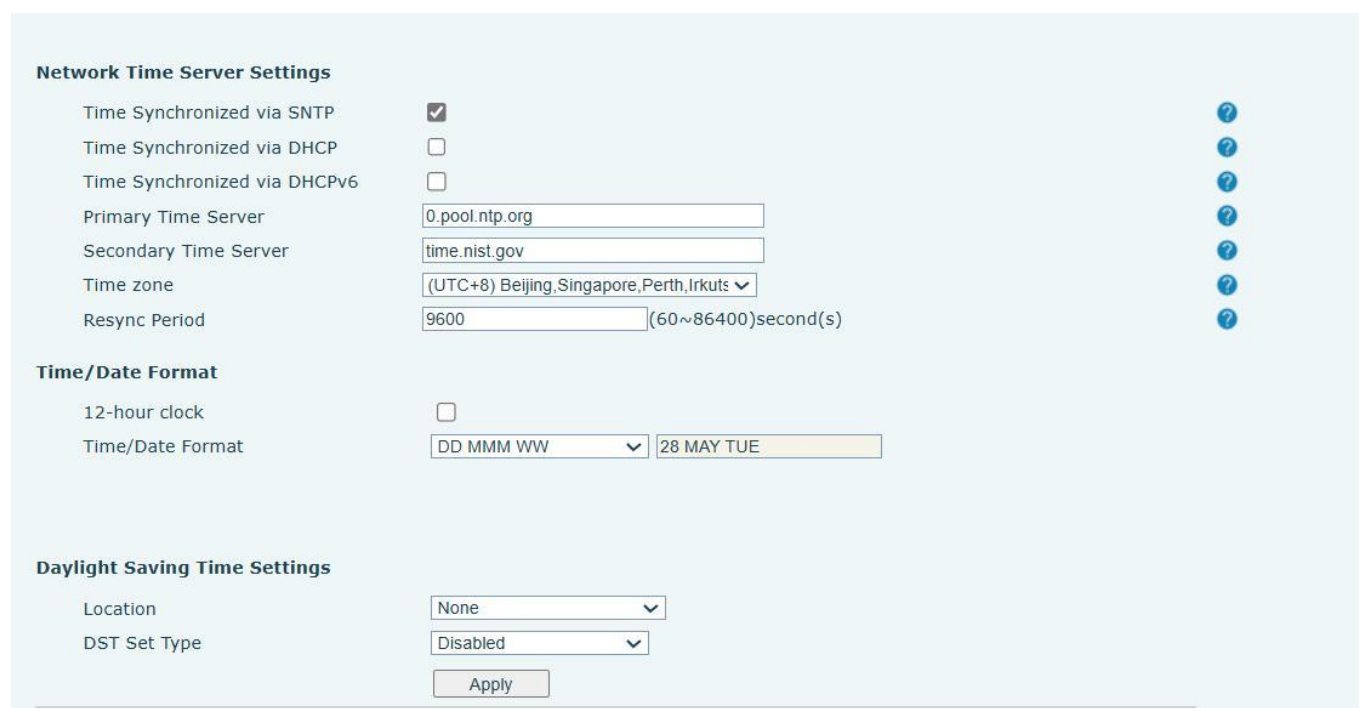 Network Time Server Settings
Time Synchronized via SNTP
Time Synchronized via DHCP
Time Synchronized via DHCPv6
Primary Time Server 0.pool.ntp.org
Secondary Time Server time.nist.gov
Time zone (UTC+8) Beijing,Singapore,Perth,Irkuts
Resync Period 9600 (60~86400)second(s)
Time/Date Format
12-hour clock
Time/Date Format DD MMM WW 28 MAY TUE
Daylight Saving Time Settings
Location None
DST Set Type Disabled
Apply